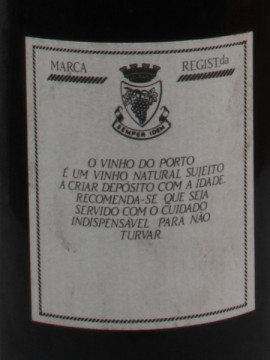 MARCA REGISTda
SEMPER IDEM
O VINHO DO PORTO
É UM VINHO NATURAL SUJEITO
A CRIAR DEPÓSITO COM A IDADE
RECOMENDA-SE QUE SEJA
SERVIDO COM O CUIDADO
INDISPENSÁVEL PARA NÃO
TURVAR.